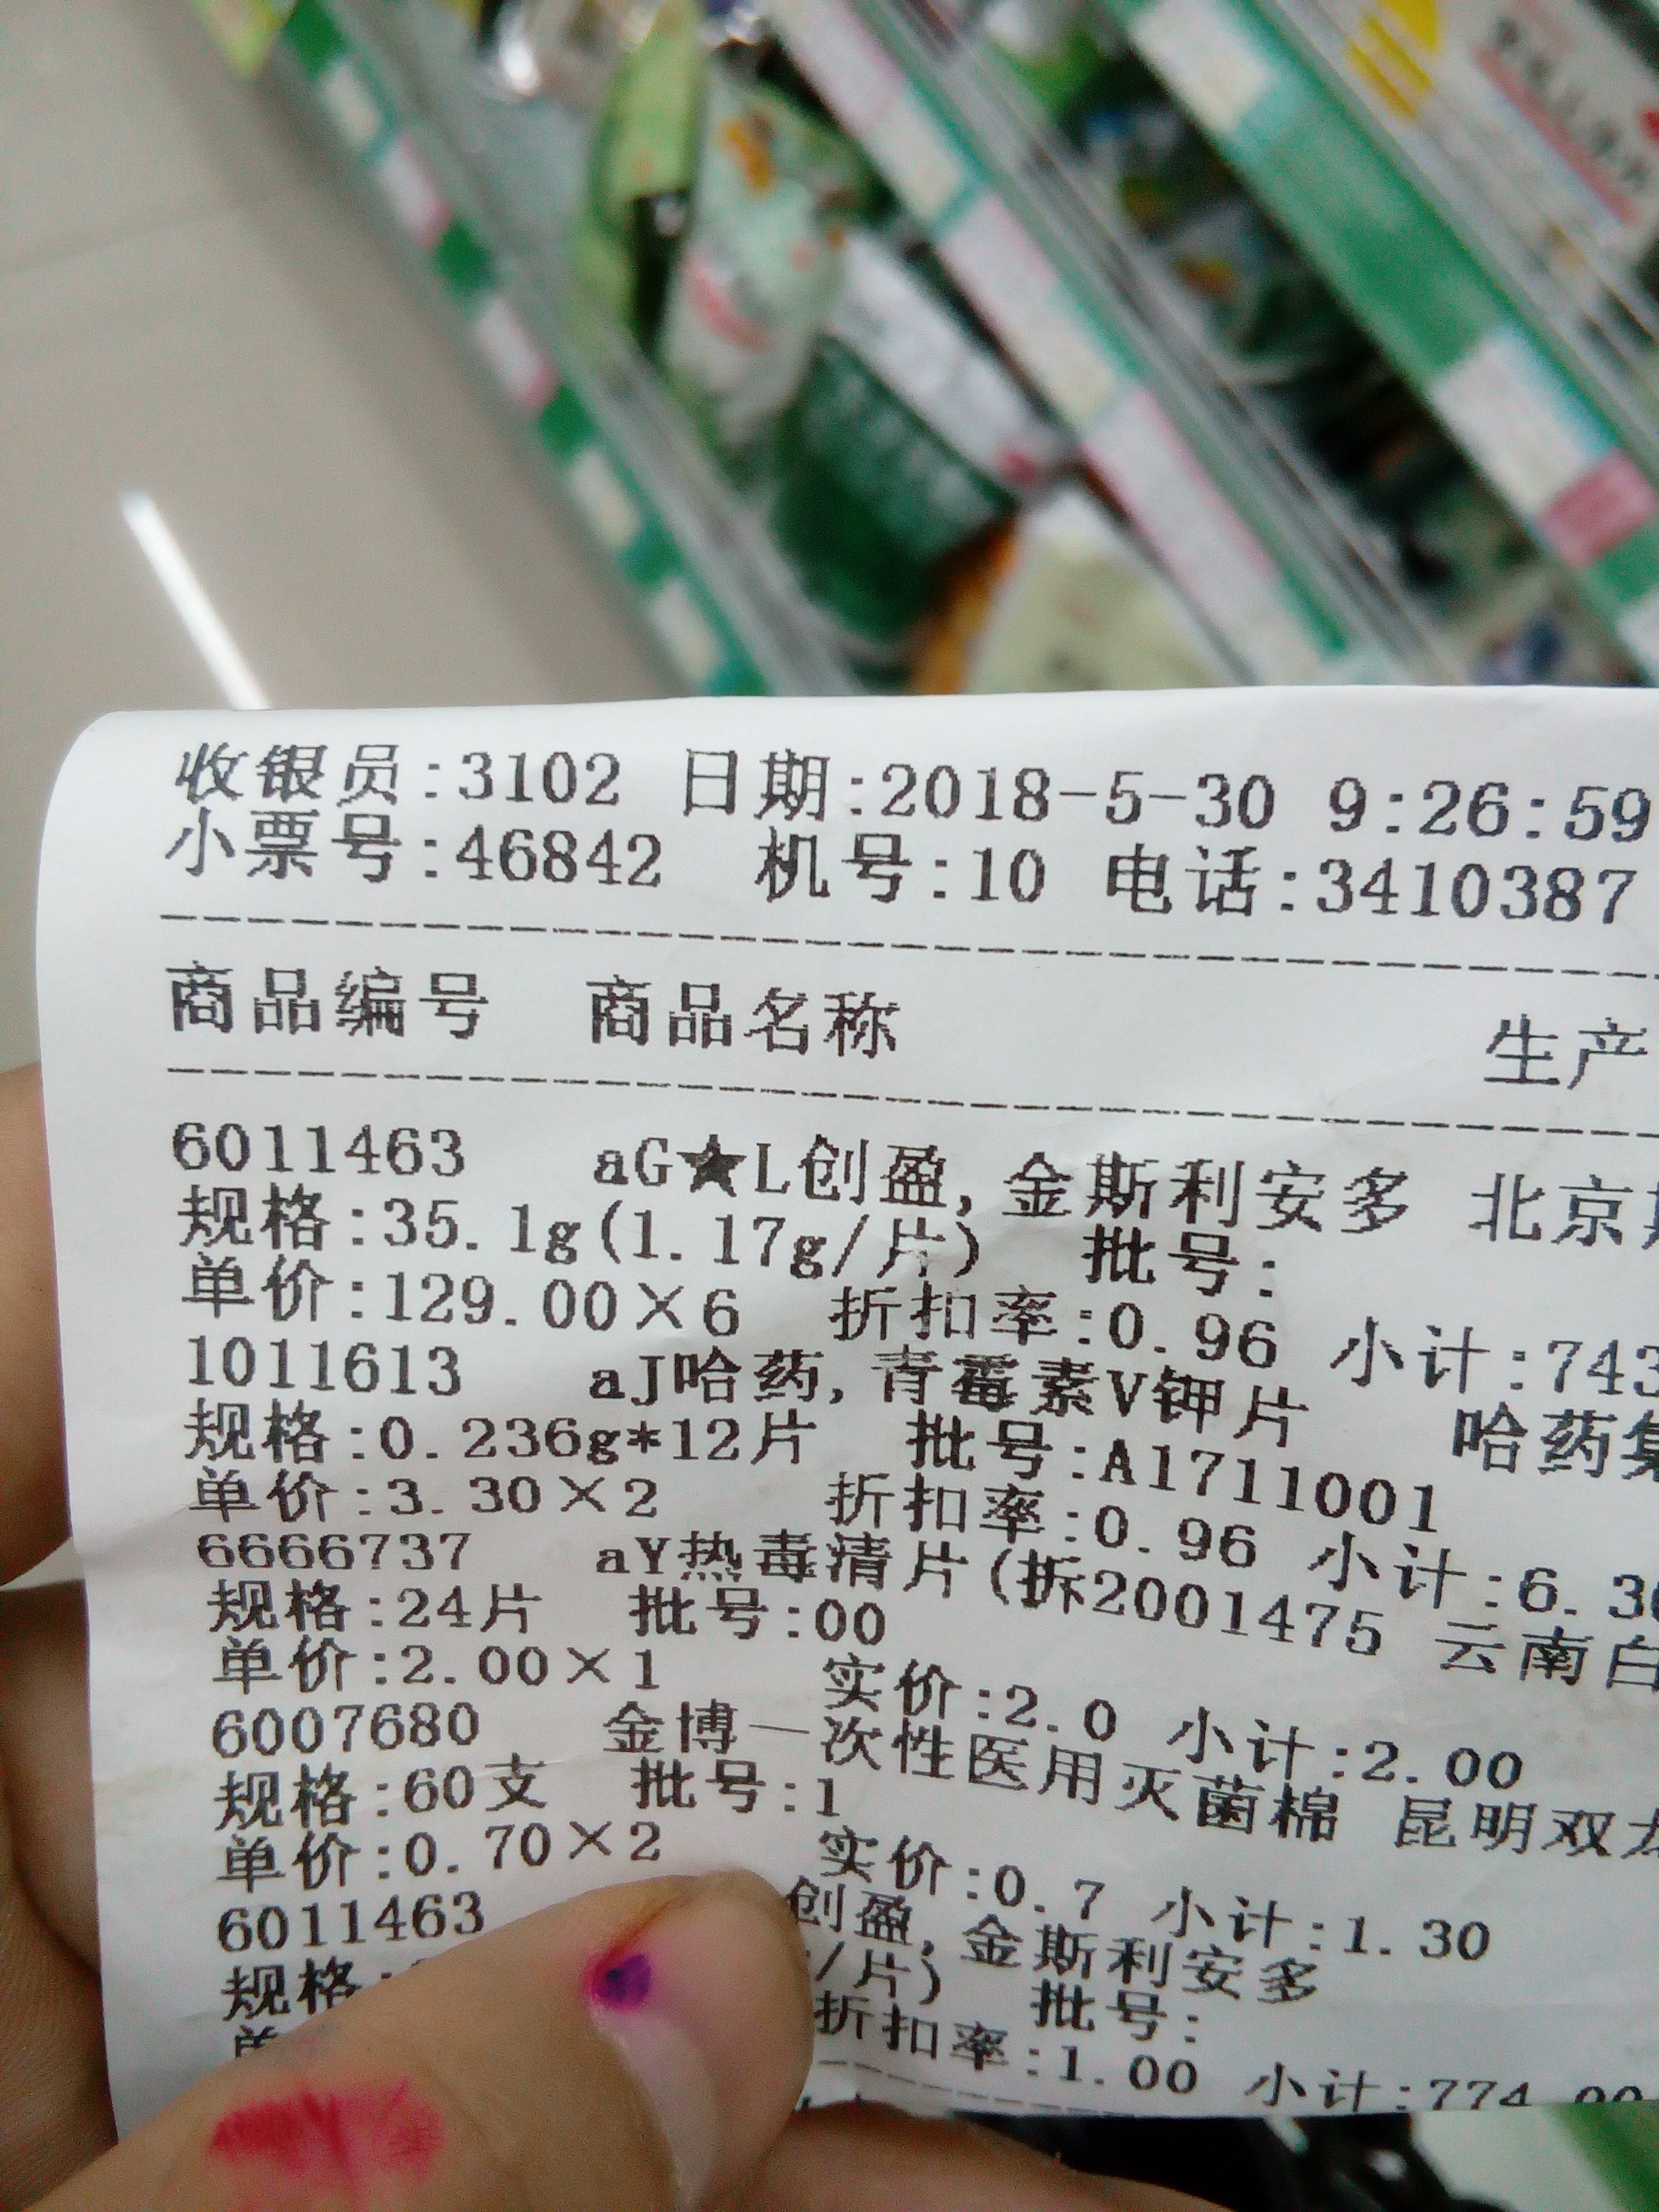 收银员:3102 日期:2018-5-30 9:26:59
小票号:46842 机号:10 电话:3410387
商品编号 商品名称 生产
6011463 aG★L创盈,金斯利安多 北京
规格:35.1g(1.17g/片) 批号:
单价:129.00×6 折扣率:0.96 小计:743
1011613 aJ哈药,青霉素V钾片 哈药集
规格:0.236g*12片 批号:A1711001
单价:3.30×2 折扣率:0.96 小计:6.30
6666737 aY热毒清片(拆2001475 云南白
规格:24片 批号:00
单价:2.00×1 实价:2.0 小计:2.00
6007680 金博一次性医用灭菌棉 昆明双龙
规格:60支 批号:1
单价:0.70×2 实价:0.7 小计:1.30
6011463 创盈,金斯利安多
规格: /片) 批号:
单 折扣率:1.00 小计:774.00